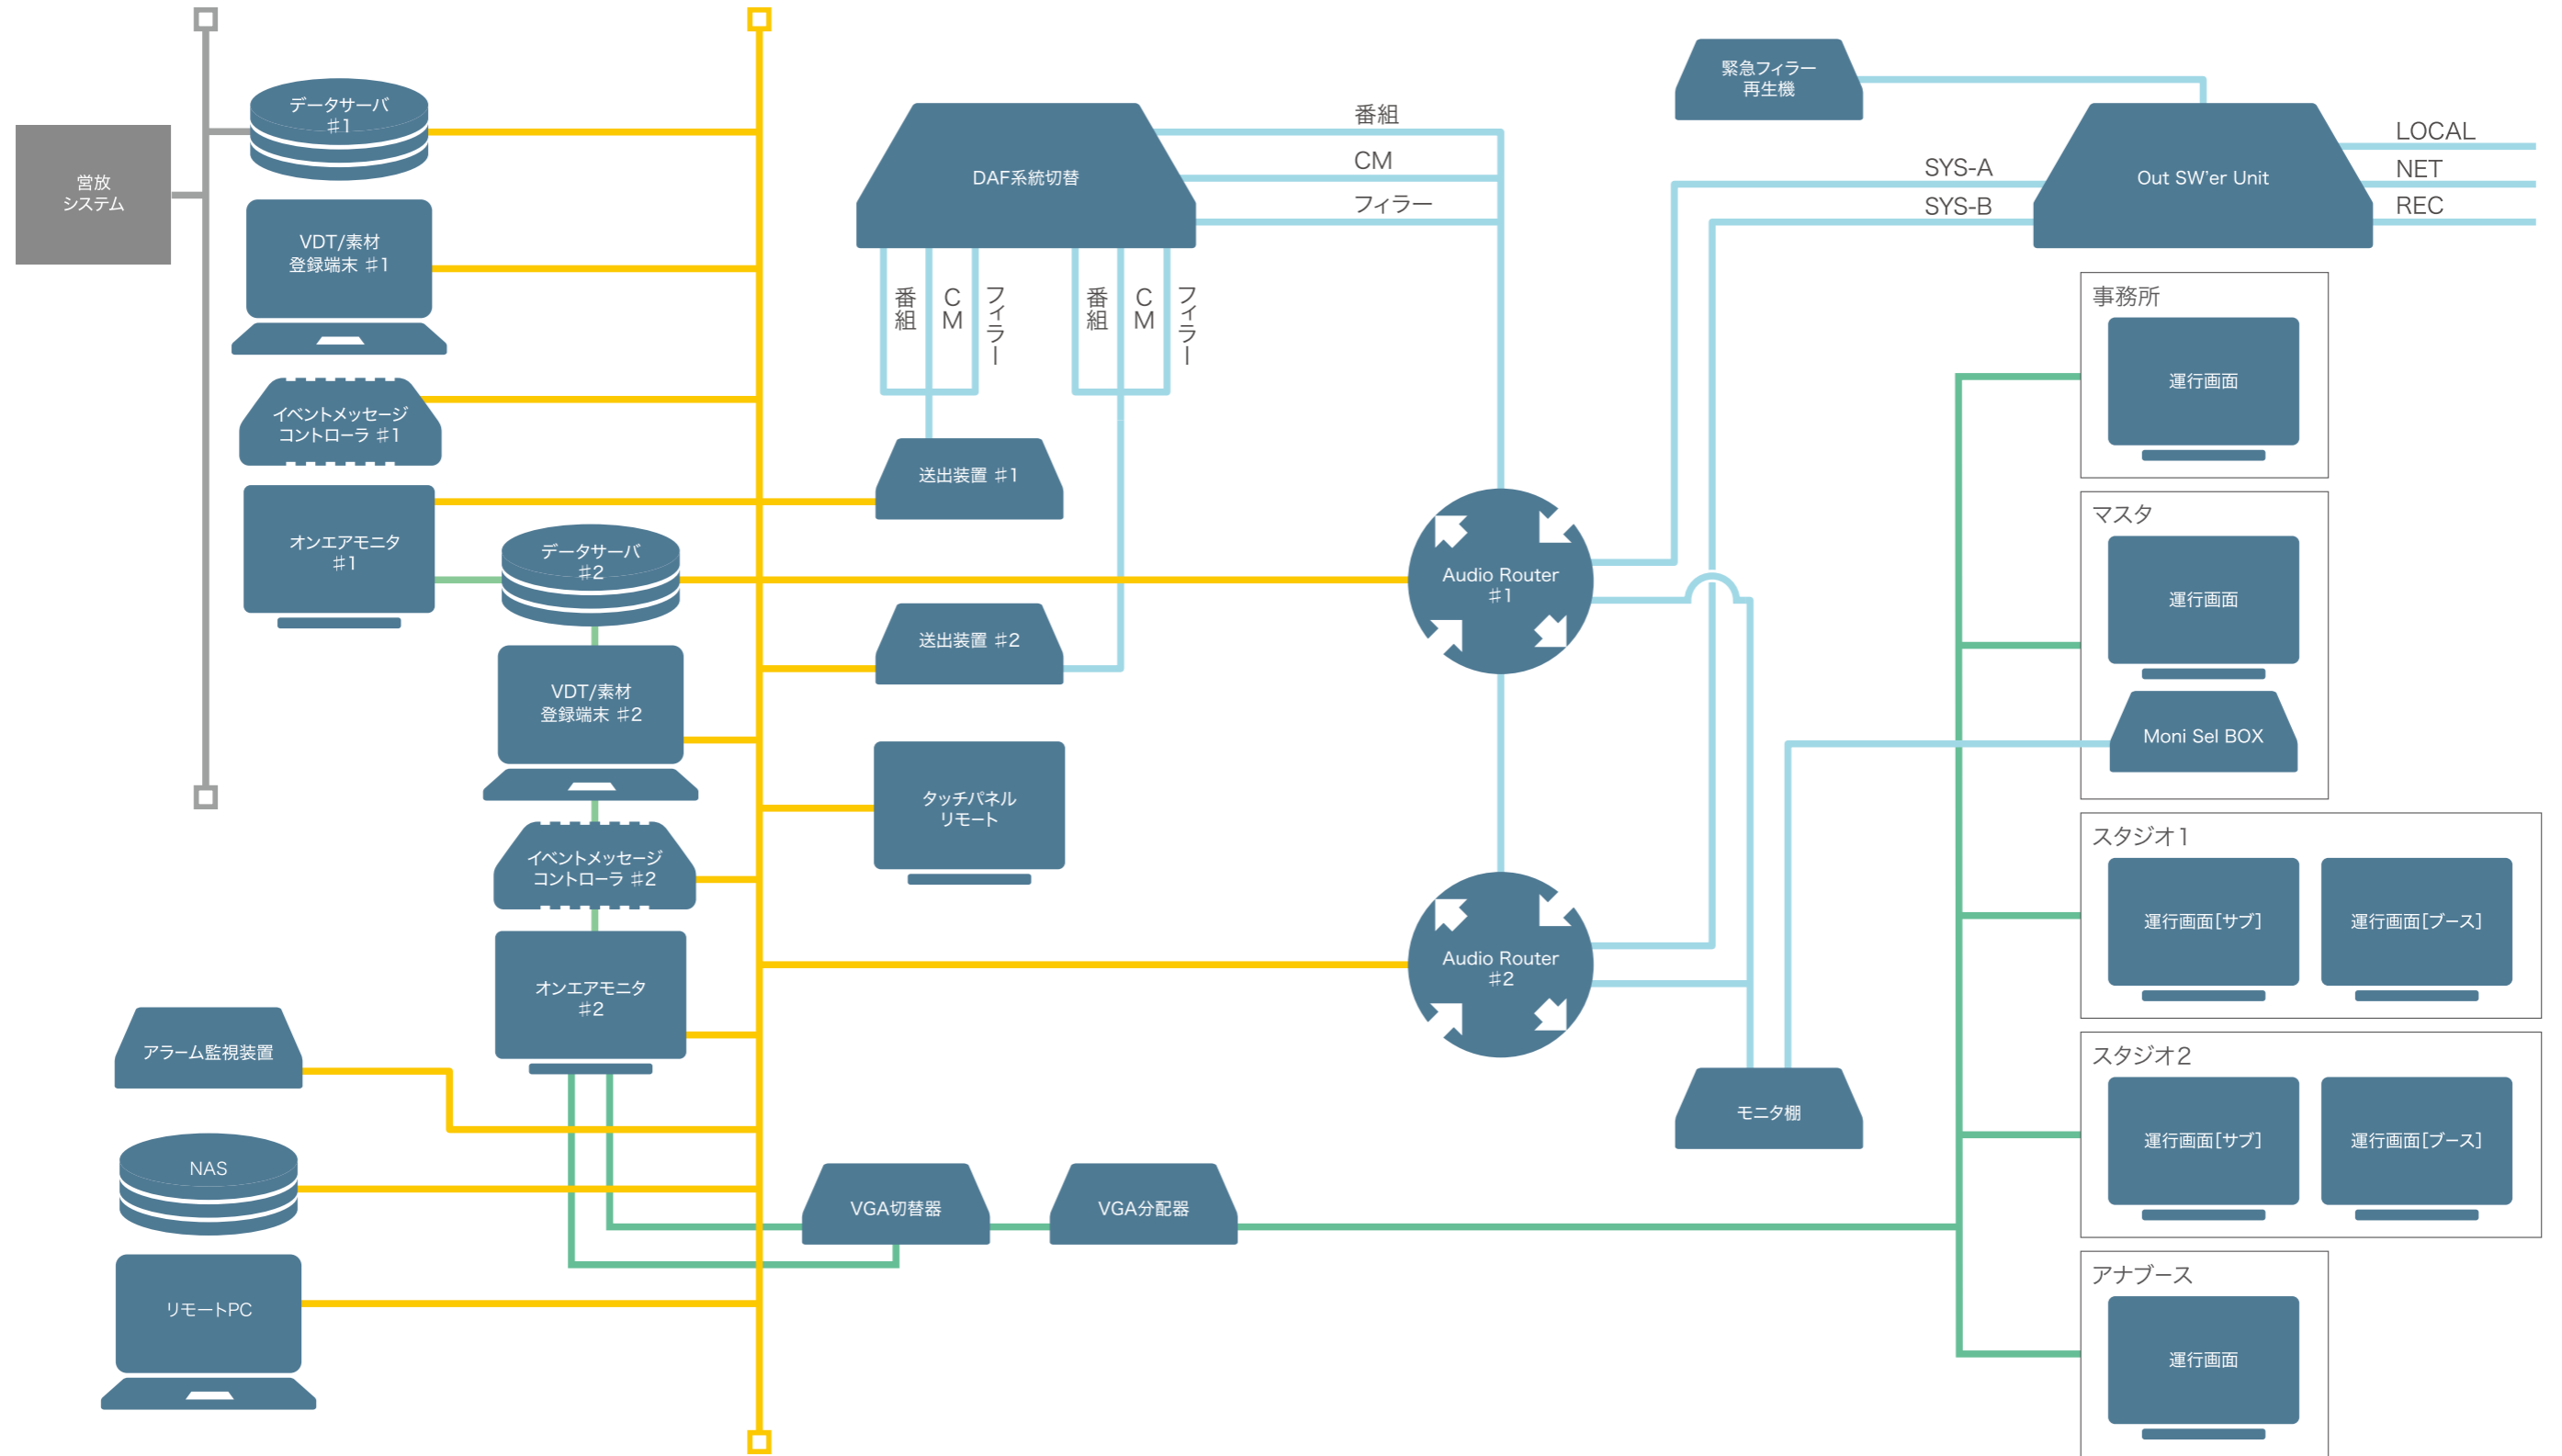 営放
システム
データサーバ
♯1
VDT/素材
登録端末 ♯1
イベントメッセージ
コントローラ ♯1
オンエアモニタ
♯1
データサーバ
♯2
VDT/素材
登録端末 ♯2
イベントメッセージ
コントローラ ♯2
オンエアモニタ
♯2
アラーム監視装置
NAS
リモートPC
DAF系統切替
番組
CM
フィラー
番組
CM
フィラー
番組
CM
フィラー
送出装置 ♯1
送出装置 ♯2
タッチパネル
リモート
VGA切替器
VGA分配器
Audio Router
♯1
Audio Router
♯2
緊急フィラー
再生機
SYS-A
SYS-B
Out SW’er Unit
LOCAL
NET
REC
モニタ棚
事務所
運行画面
マスタ
運行画面
Moni Sel BOX
スタジオ1
運行画面[サブ]
運行画面[ブース]
スタジオ2
運行画面[サブ]
運行画面[ブース]
アナブース
運行画面